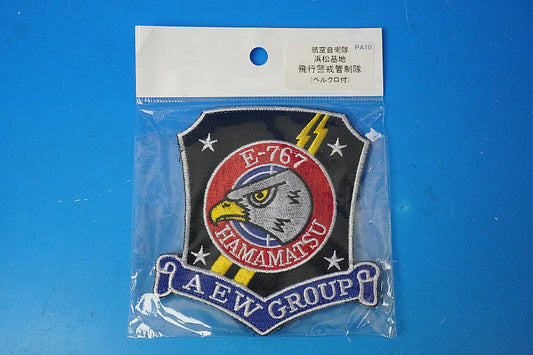 航空自衛隊 PA10
浜松基地
飛行警戒管制隊
(ベルクロ付)
E-767
HAMAMATSU
AEW GROUP